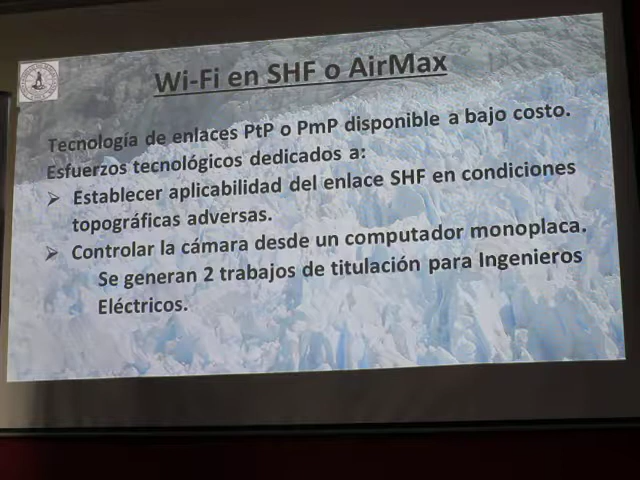 Wi-Fi en SHF o AirMax
Tecnología de enlaces PtP o PmP disponible a bajo costo.
Esfuerzos tecnológicos dedicados a:
➢ Establecer aplicabilidad del enlace SHF en condiciones
topográficas adversas.
➢ Controlar la cámara desde un computador monoplaca.
Se generan 2 trabajos de titulación para Ingenieros
Eléctricos.